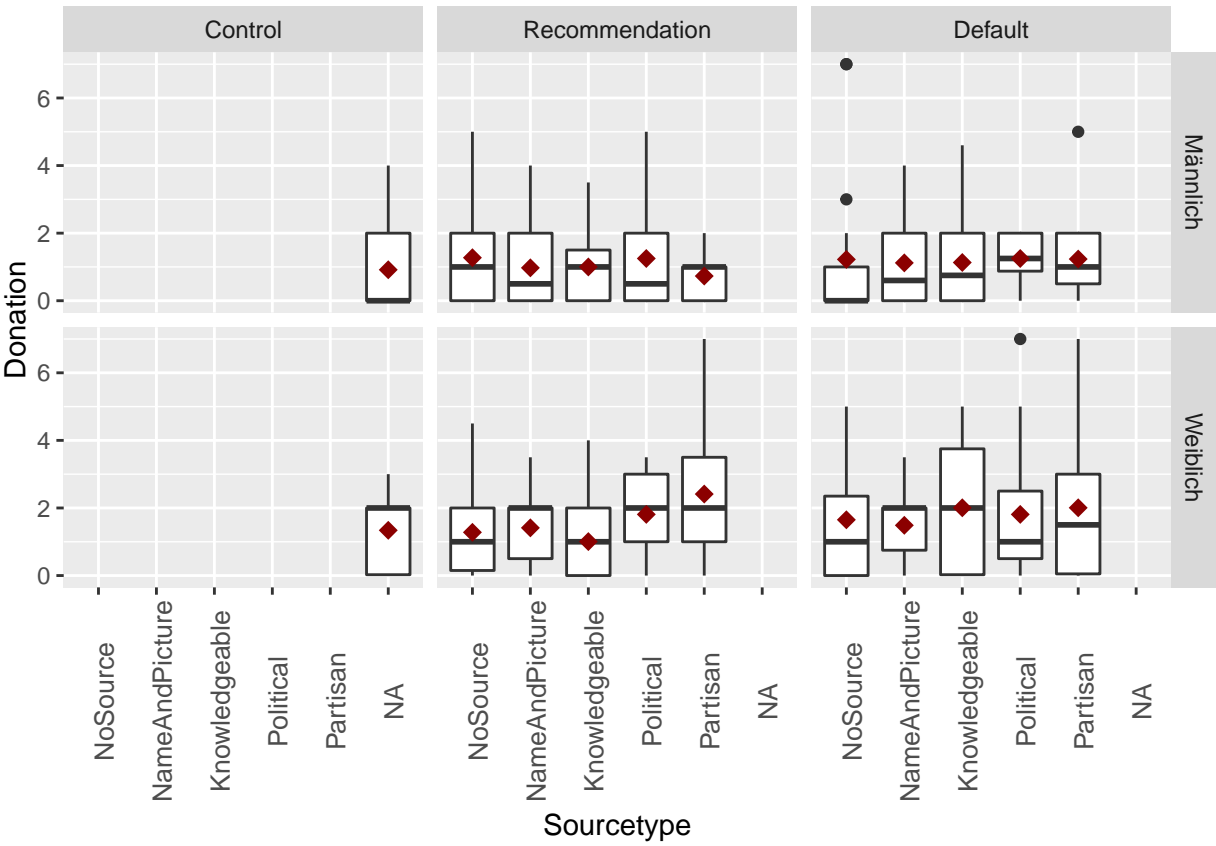 Control
Recommendation
Default
Donation
6
4
2
0
Männlich
6
4
2
0
Weiblich
NoSource
NameAndPicture
Knowledgeable
Political
Partisan
NA
NoSource
NameAndPicture
Knowledgeable
Political
Partisan
NA
NoSource
NameAndPicture
Knowledgeable
Political
Partisan
NA
Sourcetype